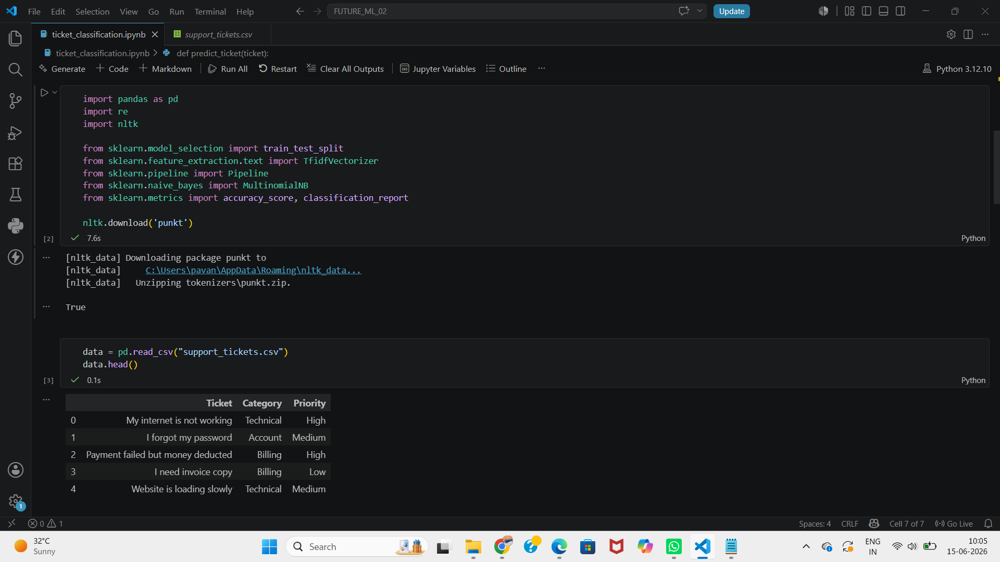 File Edit Selection View Go Run Terminal Help
FUTURE_ML_02
Update
ticket_classification.ipynb
support_tickets.csv
ticket_classification.ipynb > def predict_ticket(ticket):
Generate + Code + Markdown Run All Restart Clear All Outputs Jupyter Variables Outline ...
Python 3.12.10
import pandas as pd
import re
import nltk
from sklearn.model_selection import train_test_split
from sklearn.feature_extraction.text import TfidfVectorizer
from sklearn.pipeline import Pipeline
from sklearn.naive_bayes import MultinomialNB
from sklearn.metrics import accuracy_score, classification_report
nltk.download('punkt')
[2] 7.6s Python
[nltk_data] Downloading package punkt to
[nltk_data] C:\Users\pavan\AppData\Roaming\nltk_data...
[nltk_data] Unzipping tokenizers\punkt.zip.
True
data = pd.read_csv("support_tickets.csv")
data.head()
[3] 0.1s Python
Ticket Category Priority
0 My internet is not working Technical High
1 I forgot my password Account Medium
2 Payment failed but money deducted Billing High
3 I need invoice copy Billing Low
4 Website is loading slowly Technical Medium
1
0 1 Spaces: 4 CRLF Cell 7 of 7 Go Live
32°C
Sunny
Search
ENG
IN
10:05
15-06-2026